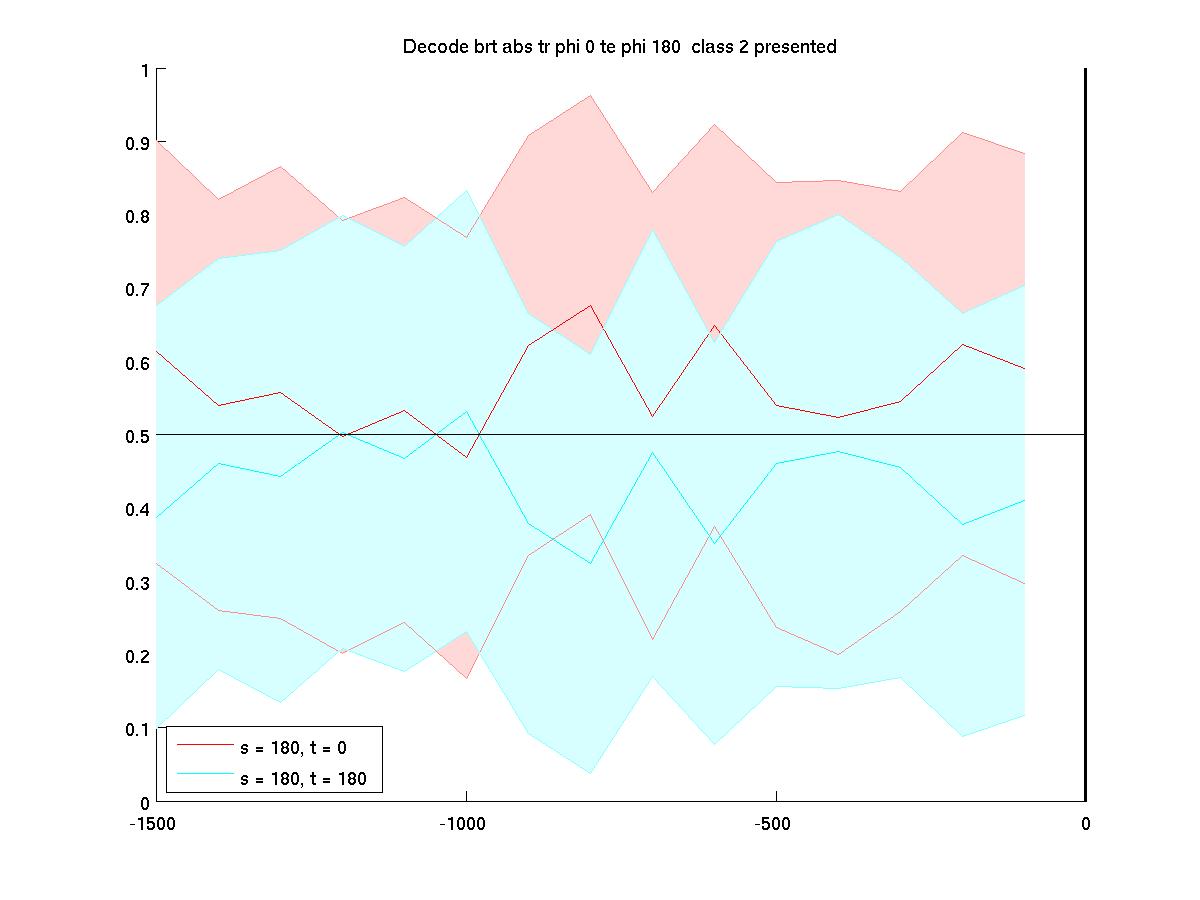 Decode brt abs tr phi 0 te phi 180  class 2 presented
1
0.9
0.8
0.7
0.6
0.5
0.4
0.3
0.2
0.1
0
s = 180, t = 0
s = 180, t = 180
-1500 -1000 -500 0